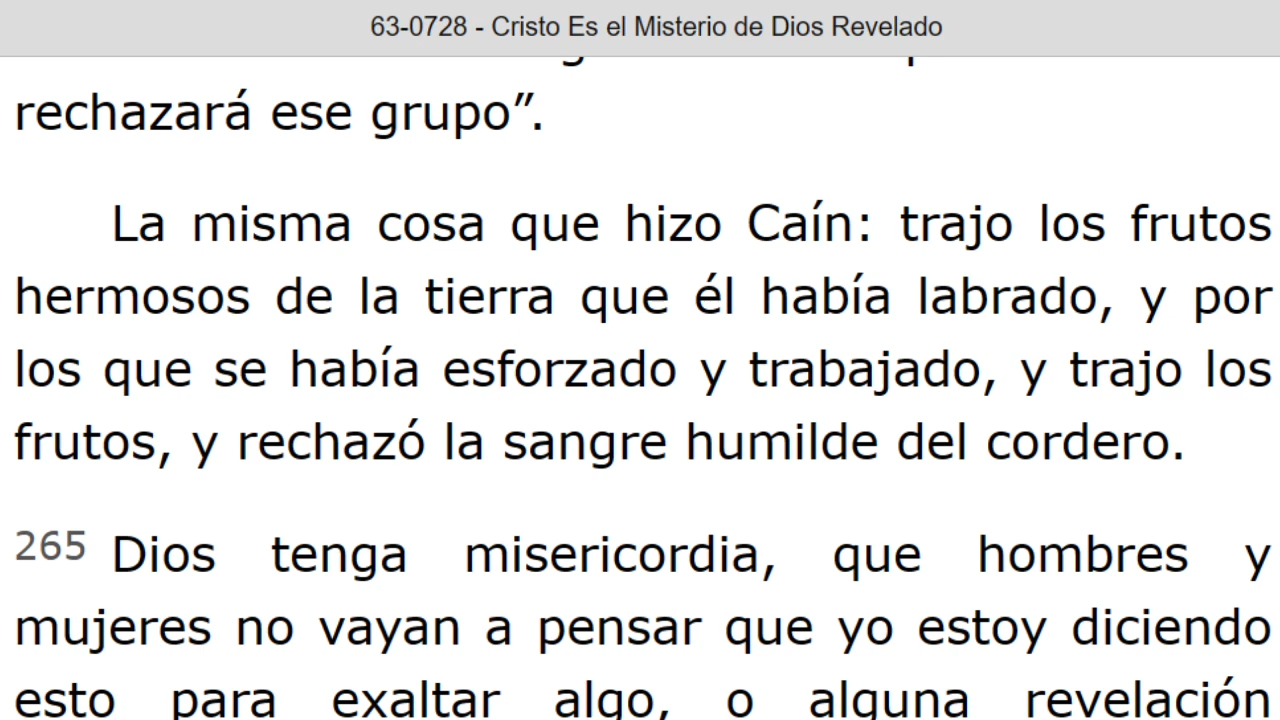 63-0728 - Cristo Es el Misterio de Dios Revelado
rechazará ese grupo”.
La misma cosa que hizo Caín: trajo los frutos
hermosos de la tierra que él había labrado, y por
los que se había esforzado y trabajado, y trajo los
frutos, y rechazó la sangre humilde del cordero.
265 Dios tenga misericordia, que hombres y
mujeres no vayan a pensar que yo estoy diciendo
esto para exaltar algo, o alguna revelación